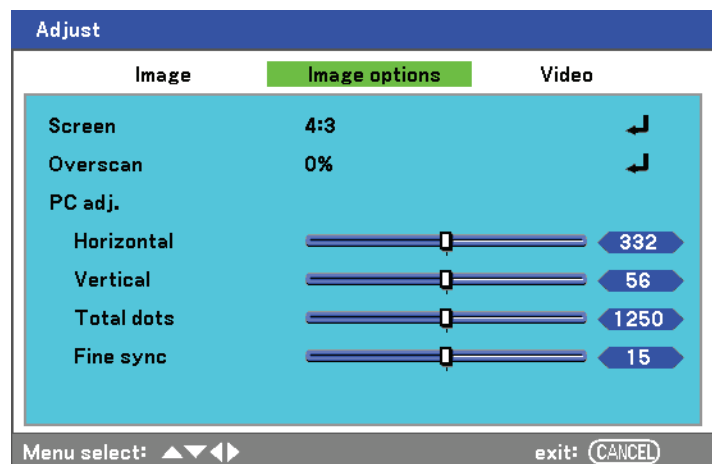 Adjust
Image Image options Video
Screen 4:3
Overscan 0%
PC adj.
Horizontal 332
Vertical 56
Total dots 1250
Fine sync 15
Menu select: exit: CANCEL